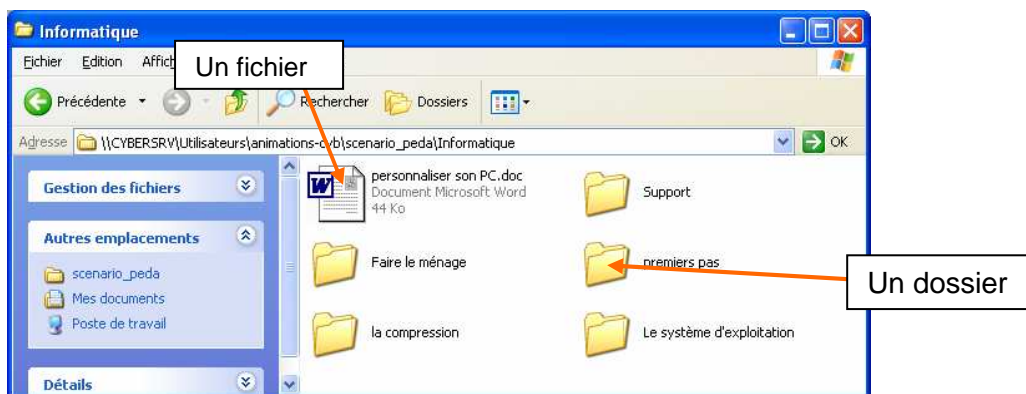 Informatique
Fichier Edition Affic
Un fichier
Précédente Rechercher Dossiers
Adresse \\CYBERSRV\Utilisateurs\animations-cyb\scenario_peda\Informatique OK
Gestion des fichiers
Autres emplacements
scenario_peda
Mes documents
Poste de travail
Détails
personnaliser son PC.doc
Document Microsoft Word
44 Ko
Support
Faire le ménage
premiers pas
la compression
Le système d'exploitation
Un dossier